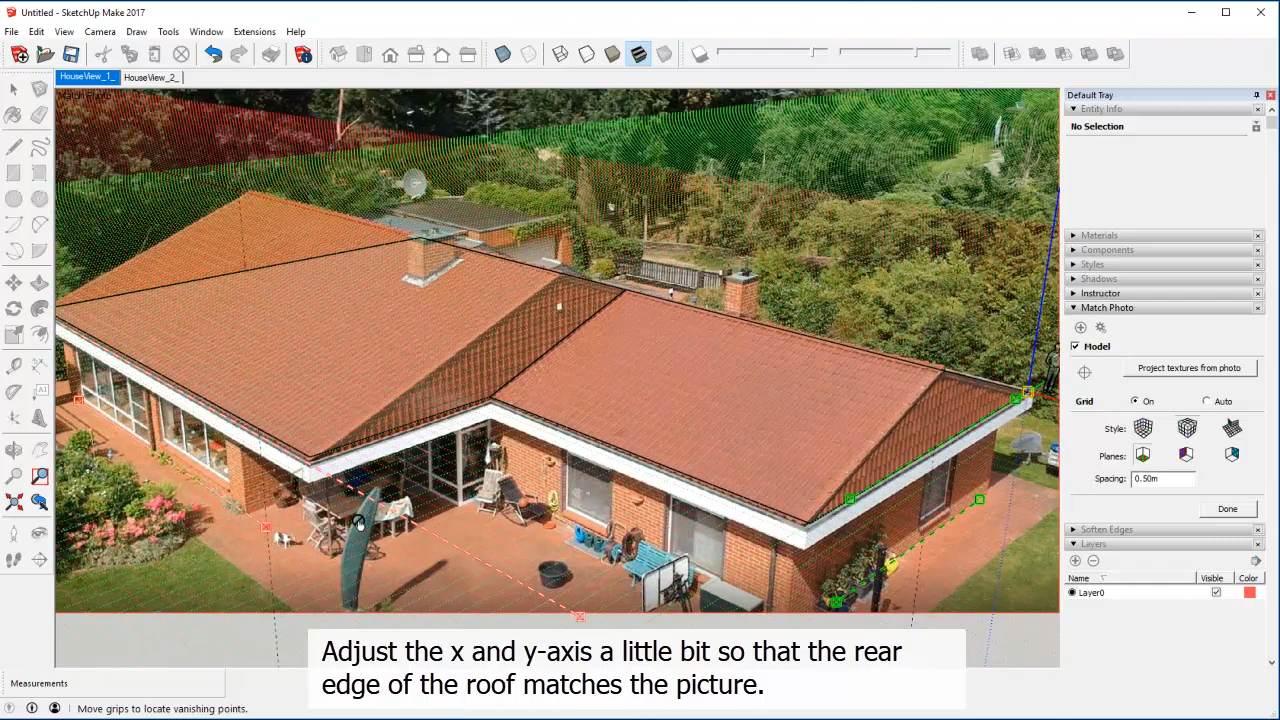 Untitled - SketchUp Make 2017
File Edit View Camera Draw Tools Window Extensions Help
HouseView_1_ HouseView_2_
Match Photo
Default Tray
Entity Info
No Selection
Materials
Components
Styles
Shadows
Instructor
Match Photo
Model
Project textures from photo
Grid On Auto
Style:
Planes:
Spacing: 0.50m
Done
Soften Edges
Layers
Name Visible Color
Layer0
Adjust the x and y-axis a little bit so that the rear
edge of the roof matches the picture.
Measurements
Move grips to locate vanishing points.